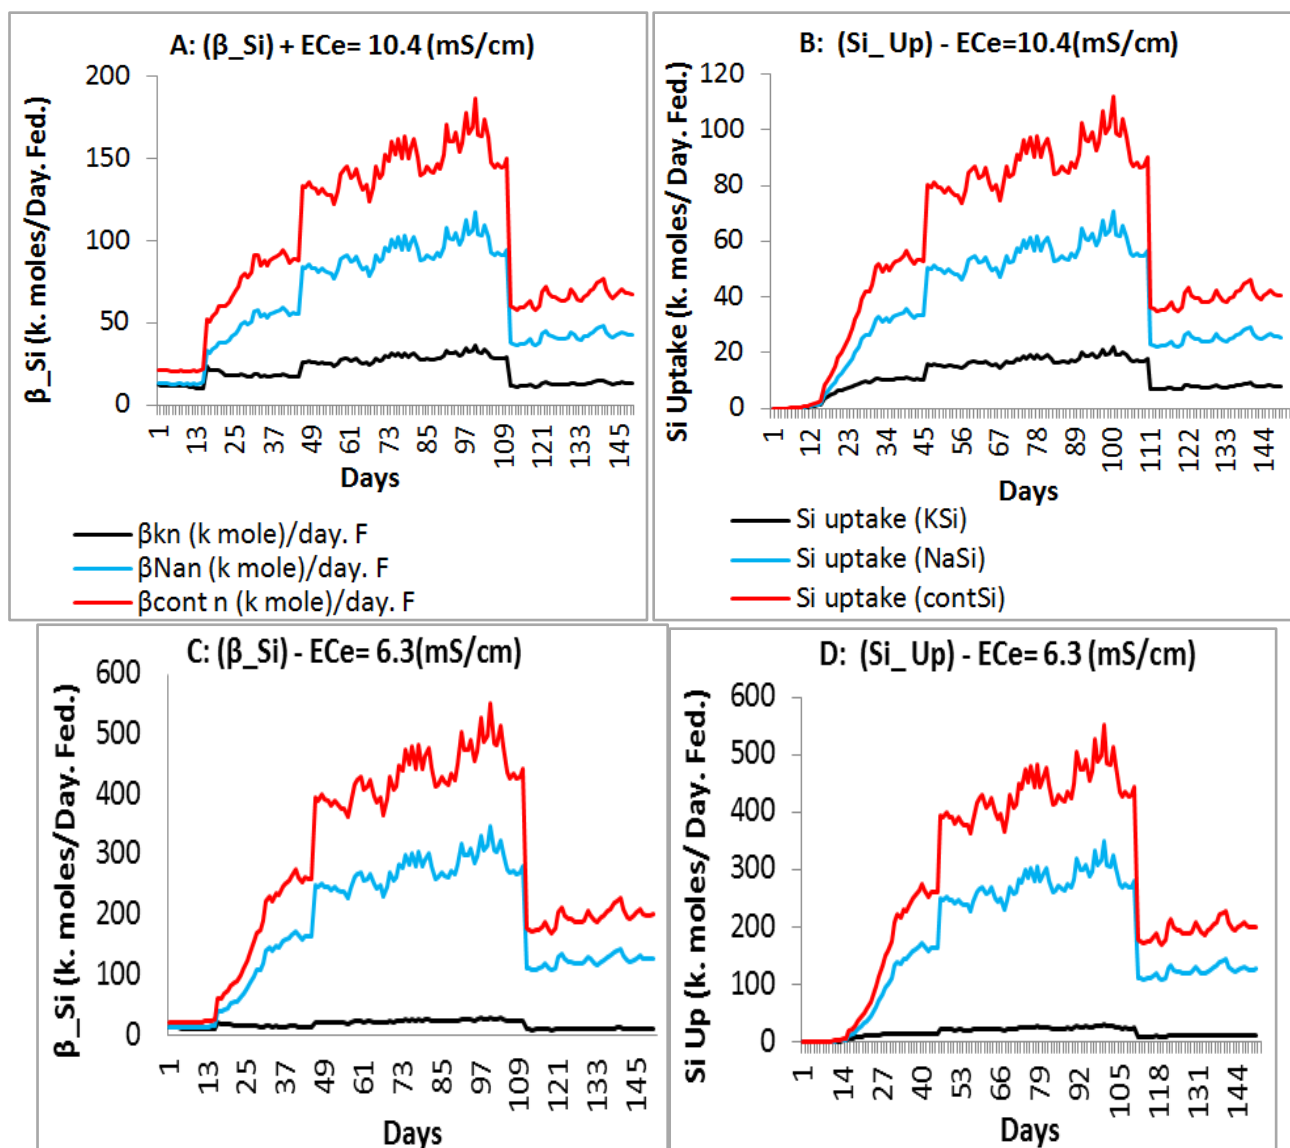 A: (β_Si) + ECe= 10.4 (mS/cm)
β_Si (k. moles/Day. Fed.)
200
150
100
50
0
1 13 25 37 49 61 73 85 97 109 121 133 145
Days
βkn (k mole)/day. F
βNan (k mole)/day. F
βcont n (k mole)/day. F
B: (Si_Up) - ECe=10.4(mS/cm)
Si Uptake (k. moles/ Day. Fed.)
120
100
80
60
40
20
0
1 12 23 34 45 56 67 78 89 100 111 122 133 144
Days
Si uptake (KSi)
Si uptake (NaSi)
Si uptake (contSi)
C: (β_Si) - ECe= 6.3(mS/cm)
β_Si (k. moles/Day. Fed.)
600
500
400
300
200
100
0
1 13 25 37 49 61 73 85 97 109 121 133 145
Days
D: (Si_Up) - ECe= 6.3 (mS/cm)
Si Up (k. moles/ Day. Fed.)
600
500
400
300
200
100
0
1 14 27 40 53 66 79 92 105 118 131 144
Days